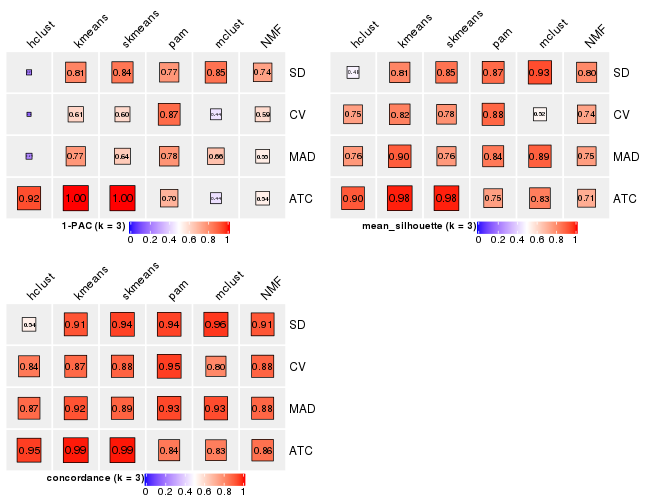 hclust kmeans skmeans pam mclust NMF
0.81 0.84 0.77 0.85 0.74 SD
0.61 0.60 0.87 0.44 0.59 CV
0.77 0.64 0.78 0.66 0.55 MAD
0.92 1.00 1.00 0.70 0.44 0.54 ATC
1-PAC (k = 3)
0 0.2 0.4 0.6 0.8 1
hclust kmeans skmeans pam mclust NMF
0.41 0.81 0.85 0.87 0.93 0.80 SD
0.75 0.82 0.78 0.88 0.52 0.74 CV
0.76 0.90 0.76 0.84 0.89 0.75 MAD
0.90 0.98 0.98 0.75 0.83 0.71 ATC
mean_silhouette (k = 3)
0 0.2 0.4 0.6 0.8 1
hclust kmeans skmeans pam mclust NMF
0.54 0.91 0.94 0.94 0.96 0.91 SD
0.84 0.87 0.88 0.95 0.80 0.88 CV
0.87 0.92 0.89 0.93 0.93 0.88 MAD
0.95 0.99 0.99 0.84 0.83 0.86 ATC
concordance (k = 3)
0 0.2 0.4 0.6 0.8 1